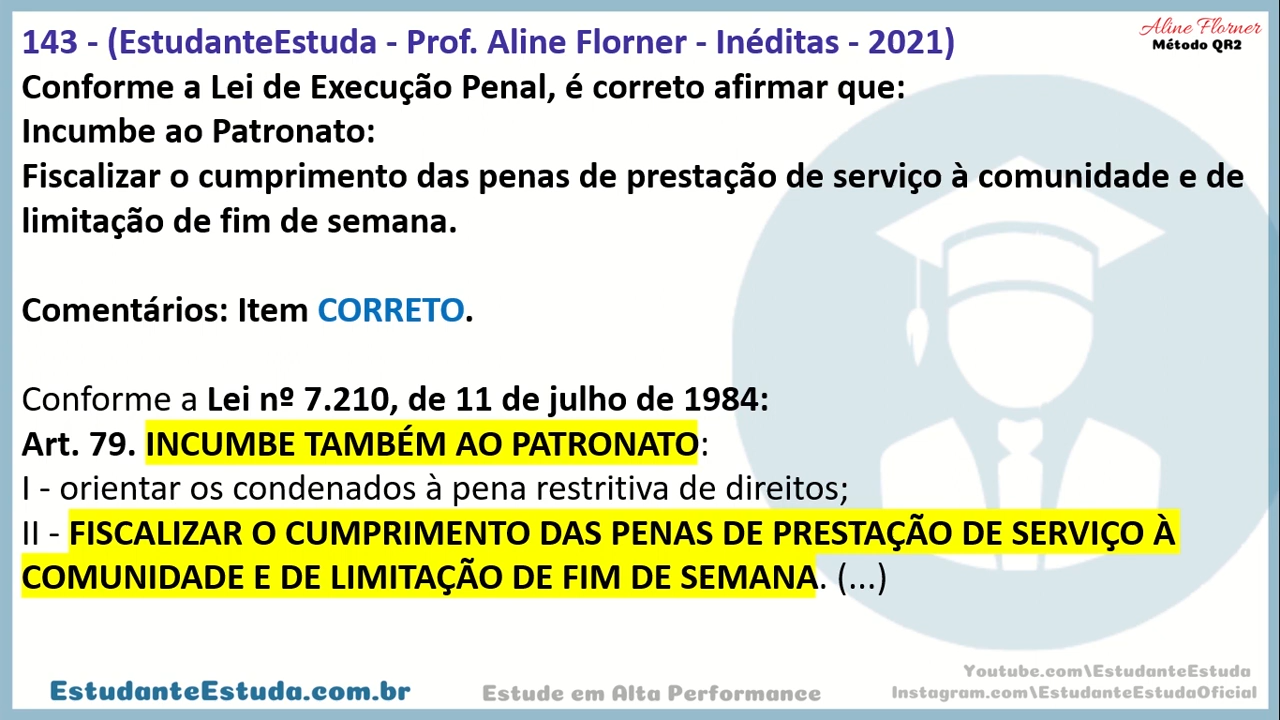 Aline Florner
Método QR2
143 - (EstudanteEstuda - Prof. Aline Florner - Inéditas - 2021)
Conforme a Lei de Execução Penal, é correto afirmar que:
Incumbe ao Patronato:
Fiscalizar o cumprimento das penas de prestação de serviço à comunidade e de
limitação de fim de semana.
Comentários: Item CORRETO.
Conforme a Lei nº 7.210, de 11 de julho de 1984:
Art. 79. INCUMBE TAMBÉM AO PATRONATO:
I - orientar os condenados à pena restritiva de direitos;
II - FISCALIZAR O CUMPRIMENTO DAS PENAS DE PRESTAÇÃO DE SERVIÇO À
COMUNIDADE E DE LIMITAÇÃO DE FIM DE SEMANA. (...)
EstudanteEstuda.com.br
Estude em Alta Performance
Youtube.com\EstudanteEstuda
Instagram.com\EstudanteEstudaOficial